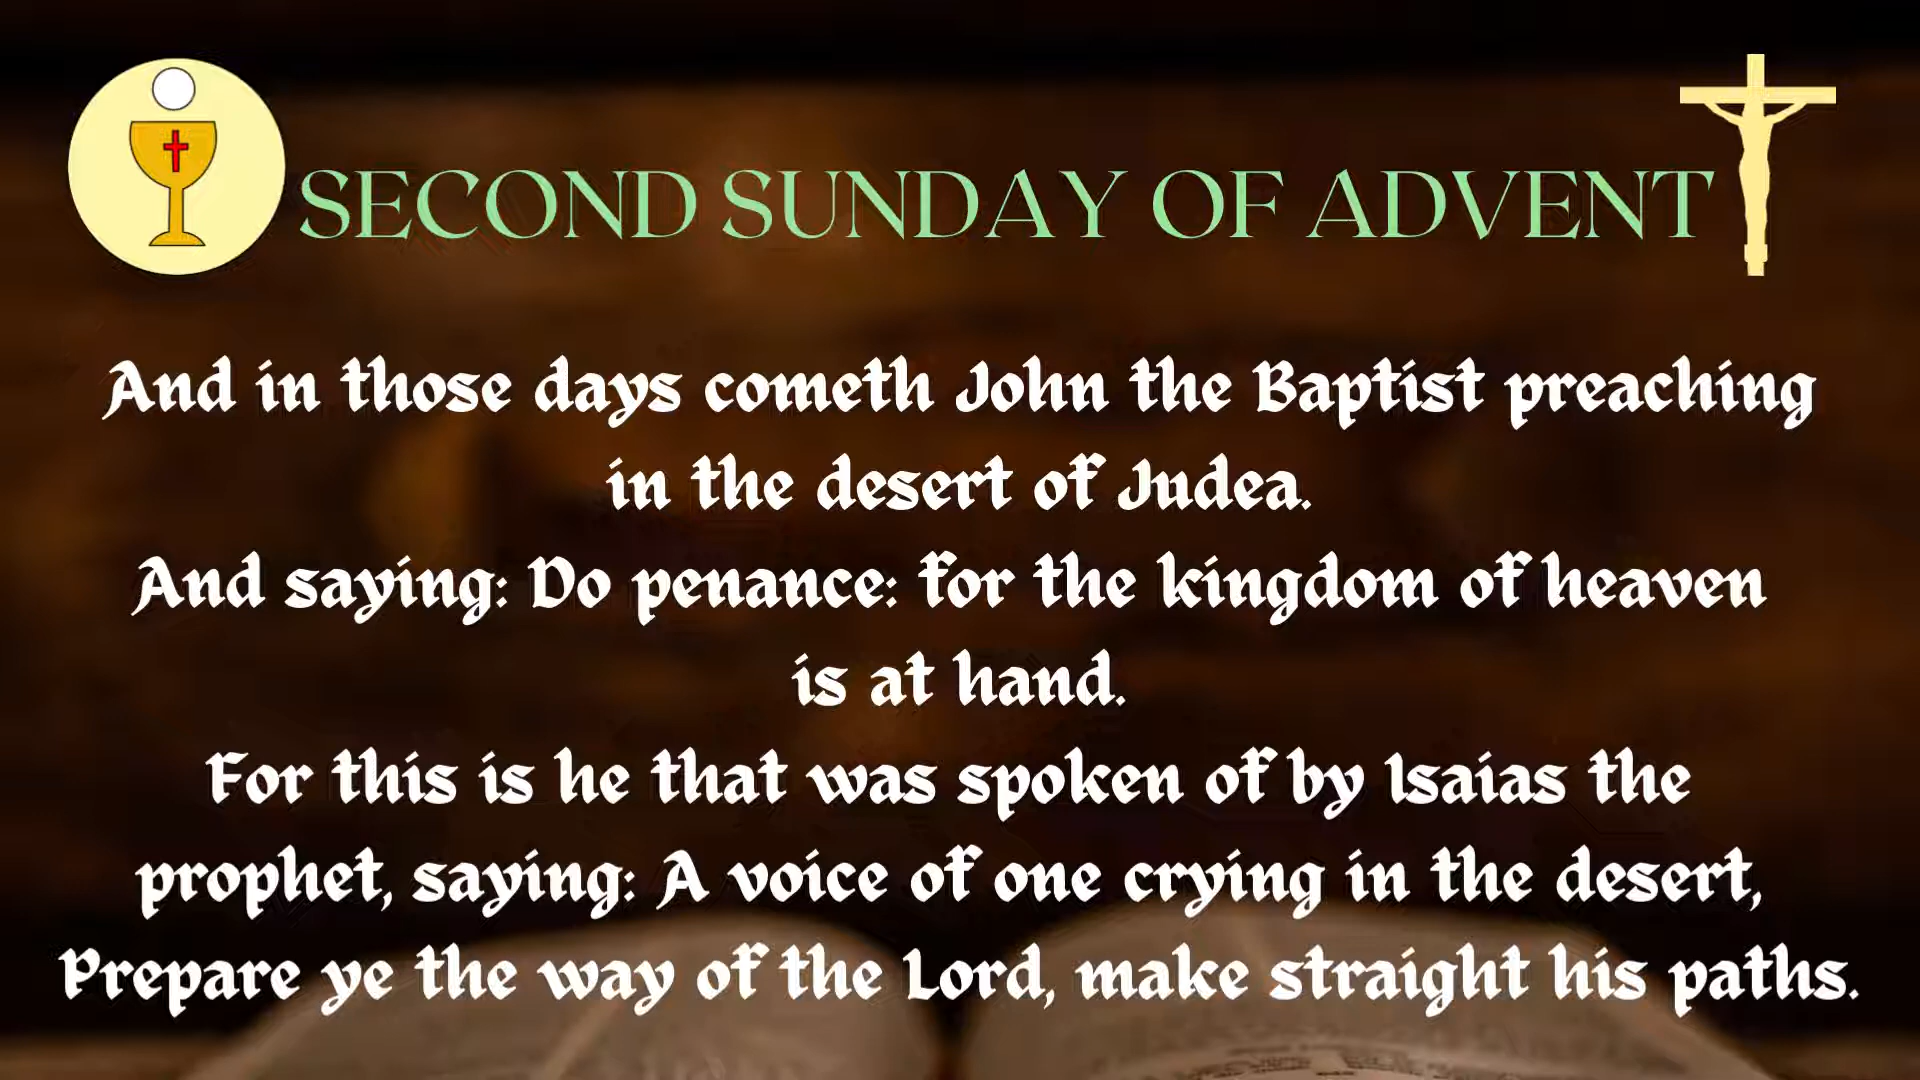 SECOND SUNDAY OF ADVENT
And in those days cometh John the Baptist preaching
in the desert of Judea.
And saying: Do penance: for the kingdom of heaven
is at hand.
For this is he that was spoken of by Isaias the
prophet, saying: A voice of one crying in the desert,
Prepare ye the way of the Lord, make straight his paths.